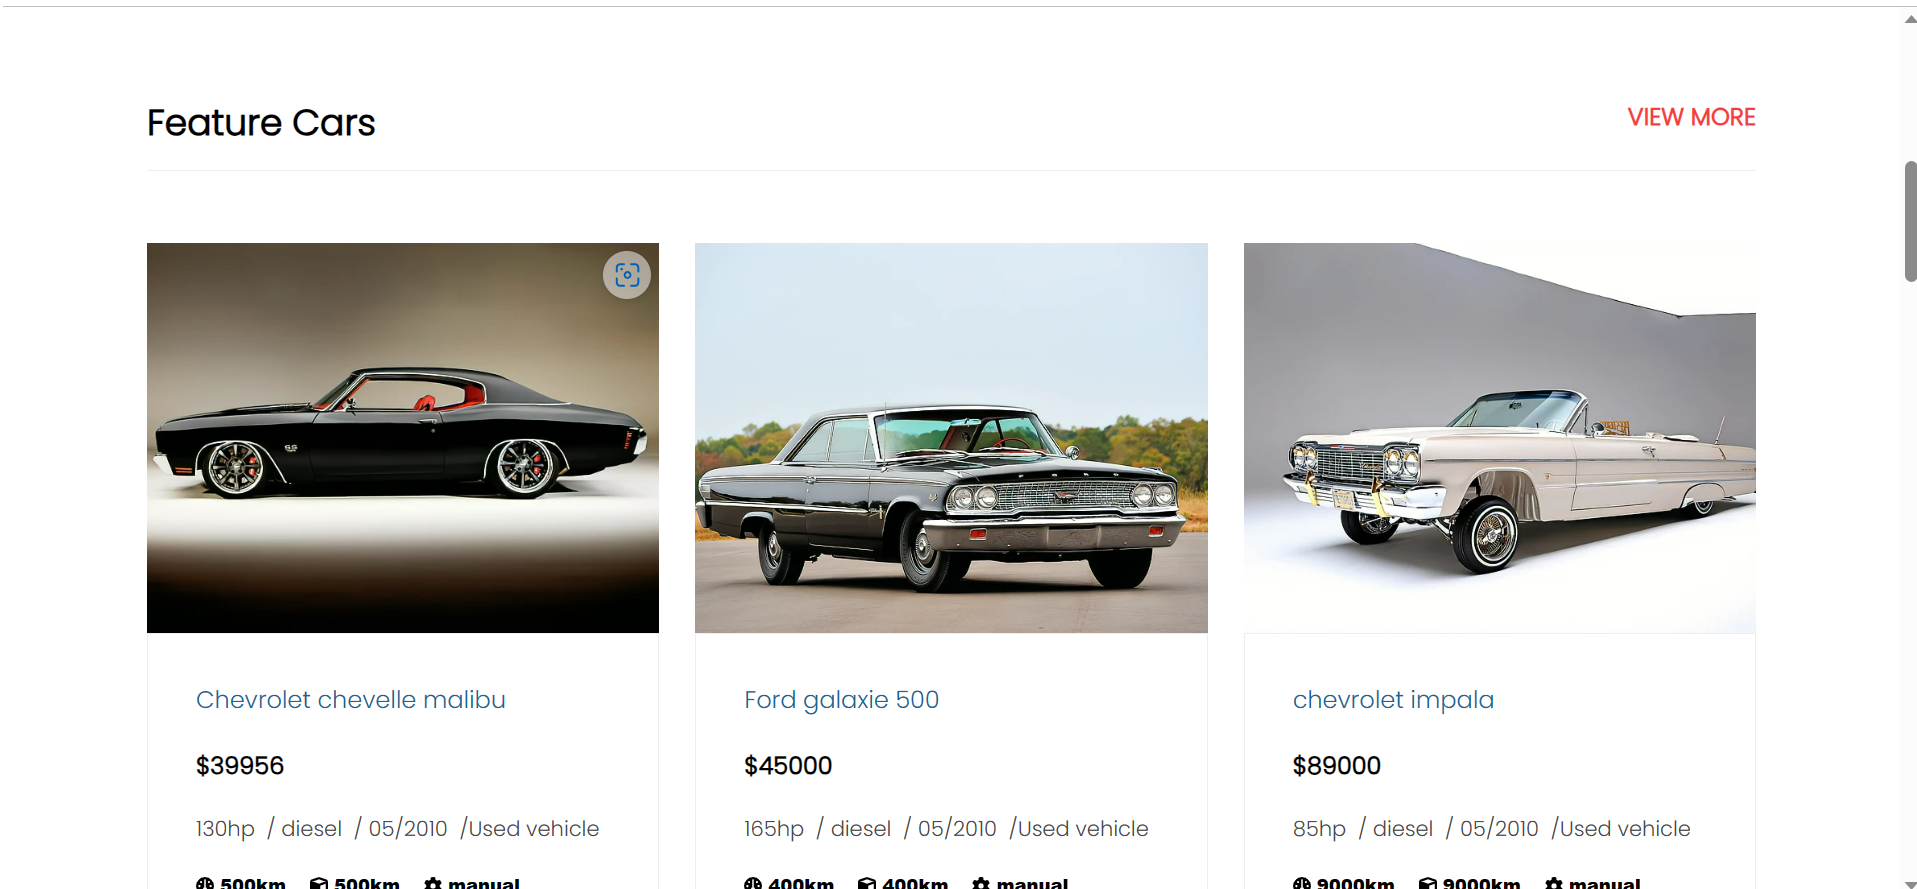 Feature Cars
VIEW MORE
SS
FORD
Chevrolet chevelle malibu
$39956
130hp / diesel / 05/2010 /Used vehicle
500km 500km manual
Ford galaxie 500
$45000
165hp / diesel / 05/2010 /Used vehicle
400km 400km manual
chevrolet impala
$89000
85hp / diesel / 05/2010 /Used vehicle
9000km 9000km manual